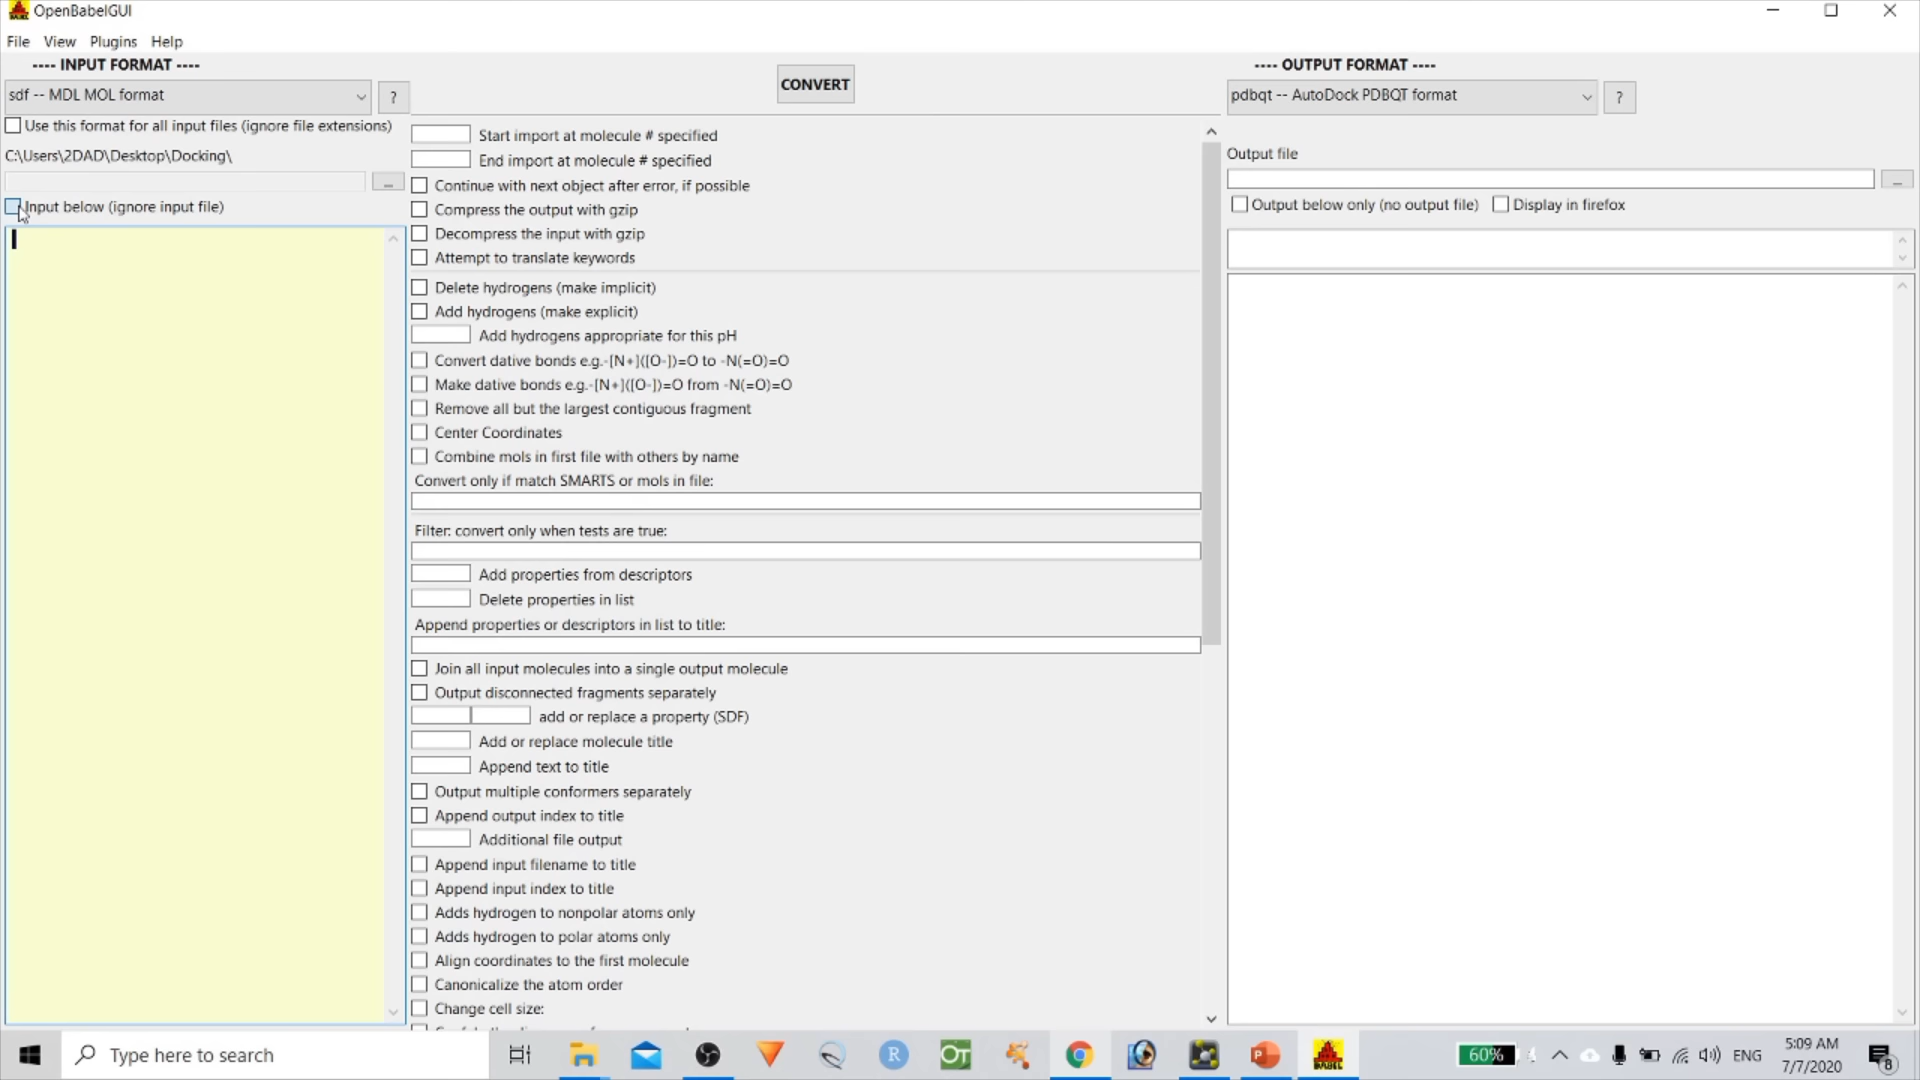 OpenBabelGUI
File View Plugins Help
---- INPUT FORMAT ----
sdf -- MDL MOL format
?
Use this format for all input files (ignore file extensions)
C:\Users\2DAD\Desktop\Docking\
...
Input below (ignore input file)
CONVERT
Start import at molecule # specified
End import at molecule # specified
Continue with next object after error, if possible
Compress the output with gzip
Decompress the input with gzip
Attempt to translate keywords
Delete hydrogens (make implicit)
Add hydrogens (make explicit)
Add hydrogens appropriate for this pH
Convert dative bonds e.g.-[N+]([O-])=O to -N(=O)=O
Make dative bonds e.g.-[N+]([O-])=O from -N(=O)=O
Remove all but the largest contiguous fragment
Center Coordinates
Combine mols in first file with others by name
Convert only if match SMARTS or mols in file:
Filter: convert only when tests are true:
Add properties from descriptors
Delete properties in list
Append properties or descriptors in list to title:
Join all input molecules into a single output molecule
Output disconnected fragments separately
add or replace a property (SDF)
Add or replace molecule title
Append text to title
Output multiple conformers separately
Append output index to title
Additional file output
Append input filename to title
Append input index to title
Adds hydrogen to nonpolar atoms only
Adds hydrogen to polar atoms only
Align coordinates to the first molecule
Canonicalize the atom order
Change cell size:
---- OUTPUT FORMAT ----
pdbqt -- AutoDock PDBQT format
?
Output file
...
Output below only (no output file) Display in firefox
Type here to search
60%
ENG
5:09 AM
7/7/2020
8